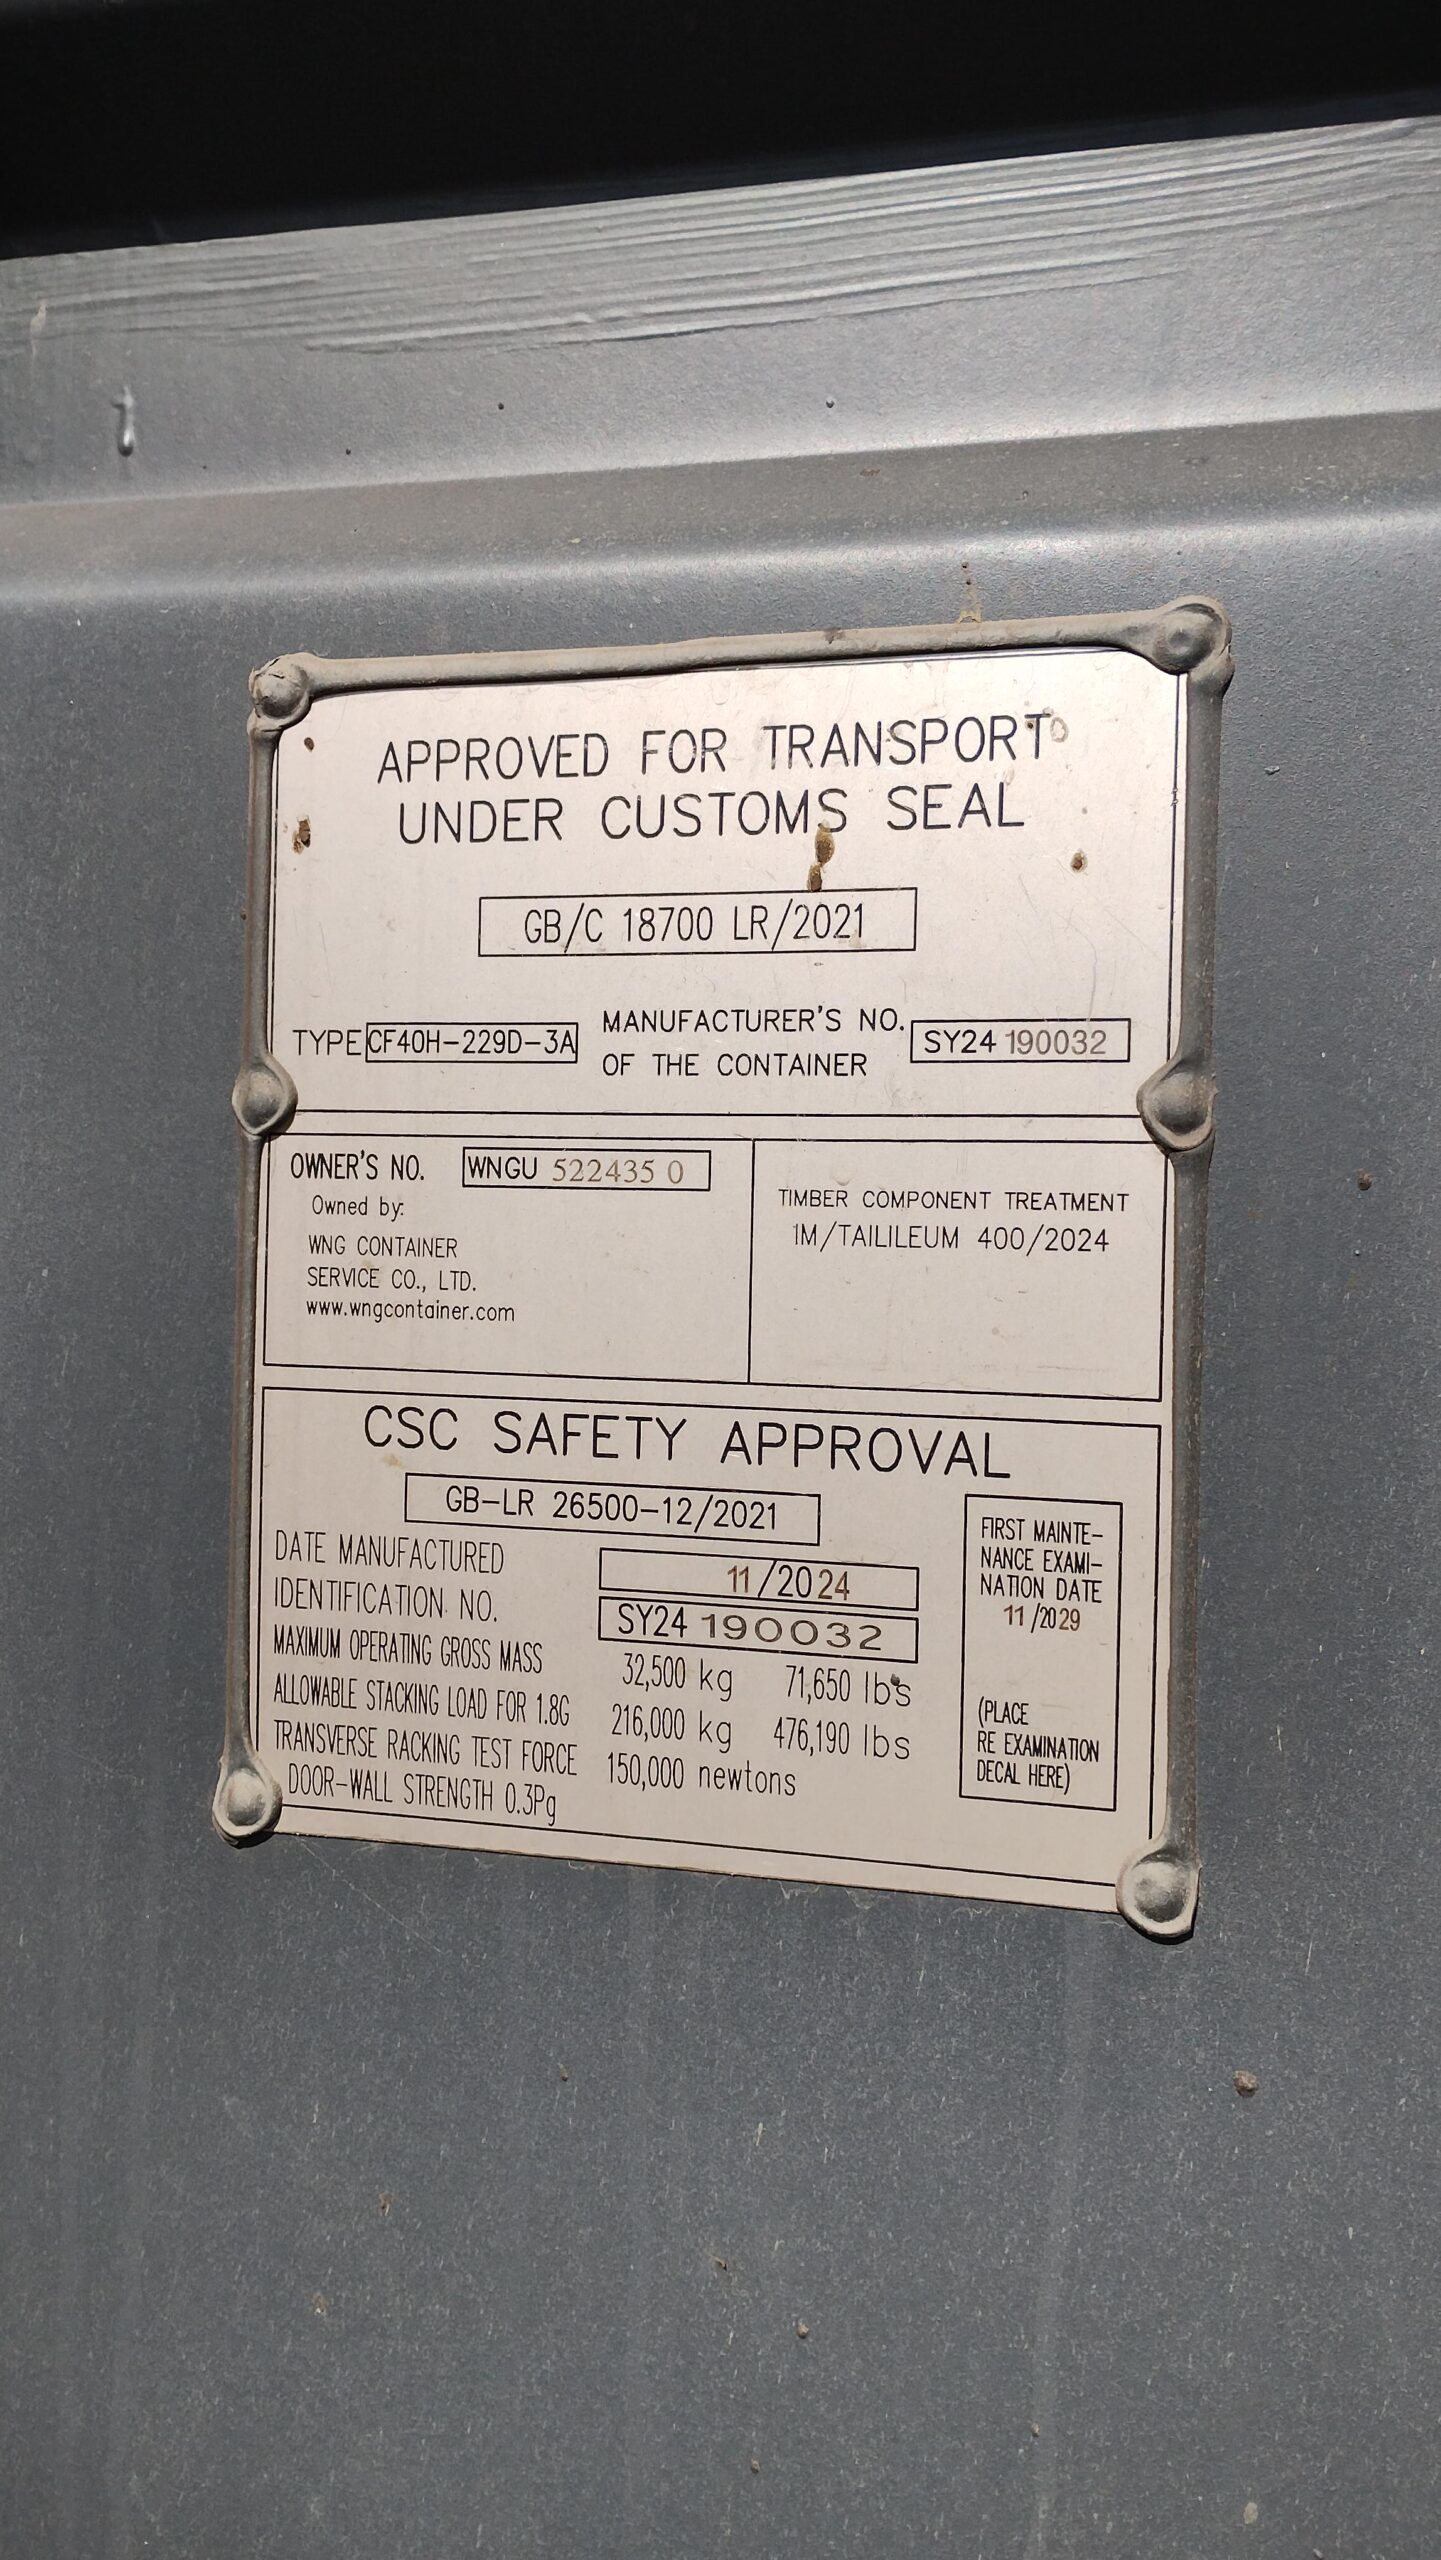 APPROVED FOR TRANSPORT
UNDER CUSTOMS SEAL
GB/C 18700 LR/2021
TYPE CF40H-229D-3A
MANUFACTURER'S NO.
OF THE CONTAINER
SY24 190032
OWNER'S NO. WNGU 522435 0
Owned by:
WNG CONTAINER
SERVICE CO., LTD.
www.wngcontainer.com
TIMBER COMPONENT TREATMENT
IM/TAILILEUM 400/2024
CSC SAFETY APPROVAL
GB-LR 26500-12/2021
DATE MANUFACTURED 11/2024
IDENTIFICATION NO. SY24 190032
MAXIMUM OPERATING GROSS MASS 32,500 kg 71,650 lbs
ALLOWABLE STACKING LOAD FOR 1.8G 216,000 kg 476,190 lbs
TRANSVERSE RACKING TEST FORCE 150,000 newtons
DOOR-WALL STRENGTH 0.3Pg
FIRST MAINTE-
NANCE EXAMI-
NATION DATE
11/2029
(PLACE
RE EXAMINATION
DECAL HERE)